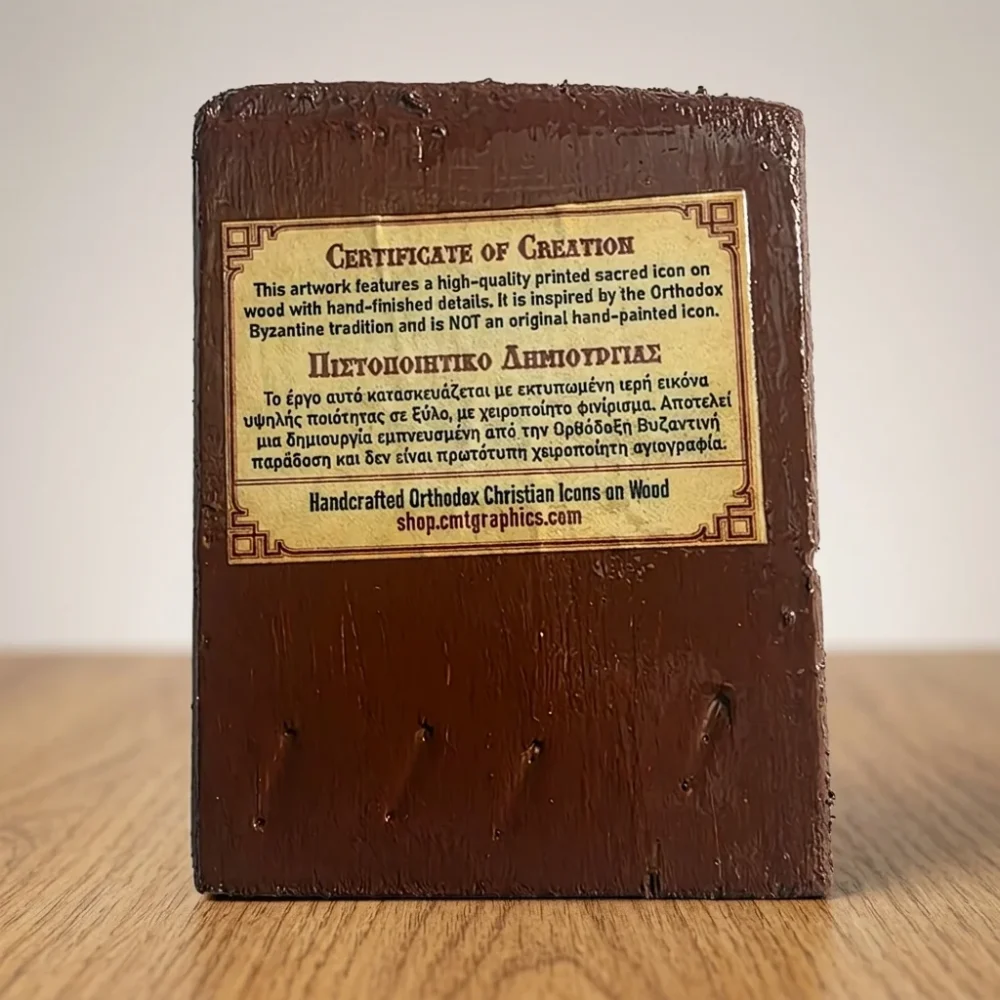 CERTIFICATE OF CREATION
This artwork features a high-quality printed sacred icon on
wood with hand-finished details. It is inspired by the Orthodox
Byzantine tradition and is NOT an original hand-painted icon.
ΠΙΣΤΟΠΟΙΗΤΙΚΟ ΔΗΜΙΟΥΡΓΙΑΣ
Το έργο αυτό κατασκευάζεται με εκτυπωμένη ιερή εικόνα
υψηλής ποιότητας σε ξύλο, με χειροποίητο φινίρισμα. Αποτελεί
μια δημιουργία εμπνευσμένη από την Ορθόδοξη Βυζαντινή
παράδοση και δεν είναι πρωτότυπη χειροποίητη αγιογραφία.
Handcrafted Orthodox Christian Icons on Wood
shop.cmtgraphics.com